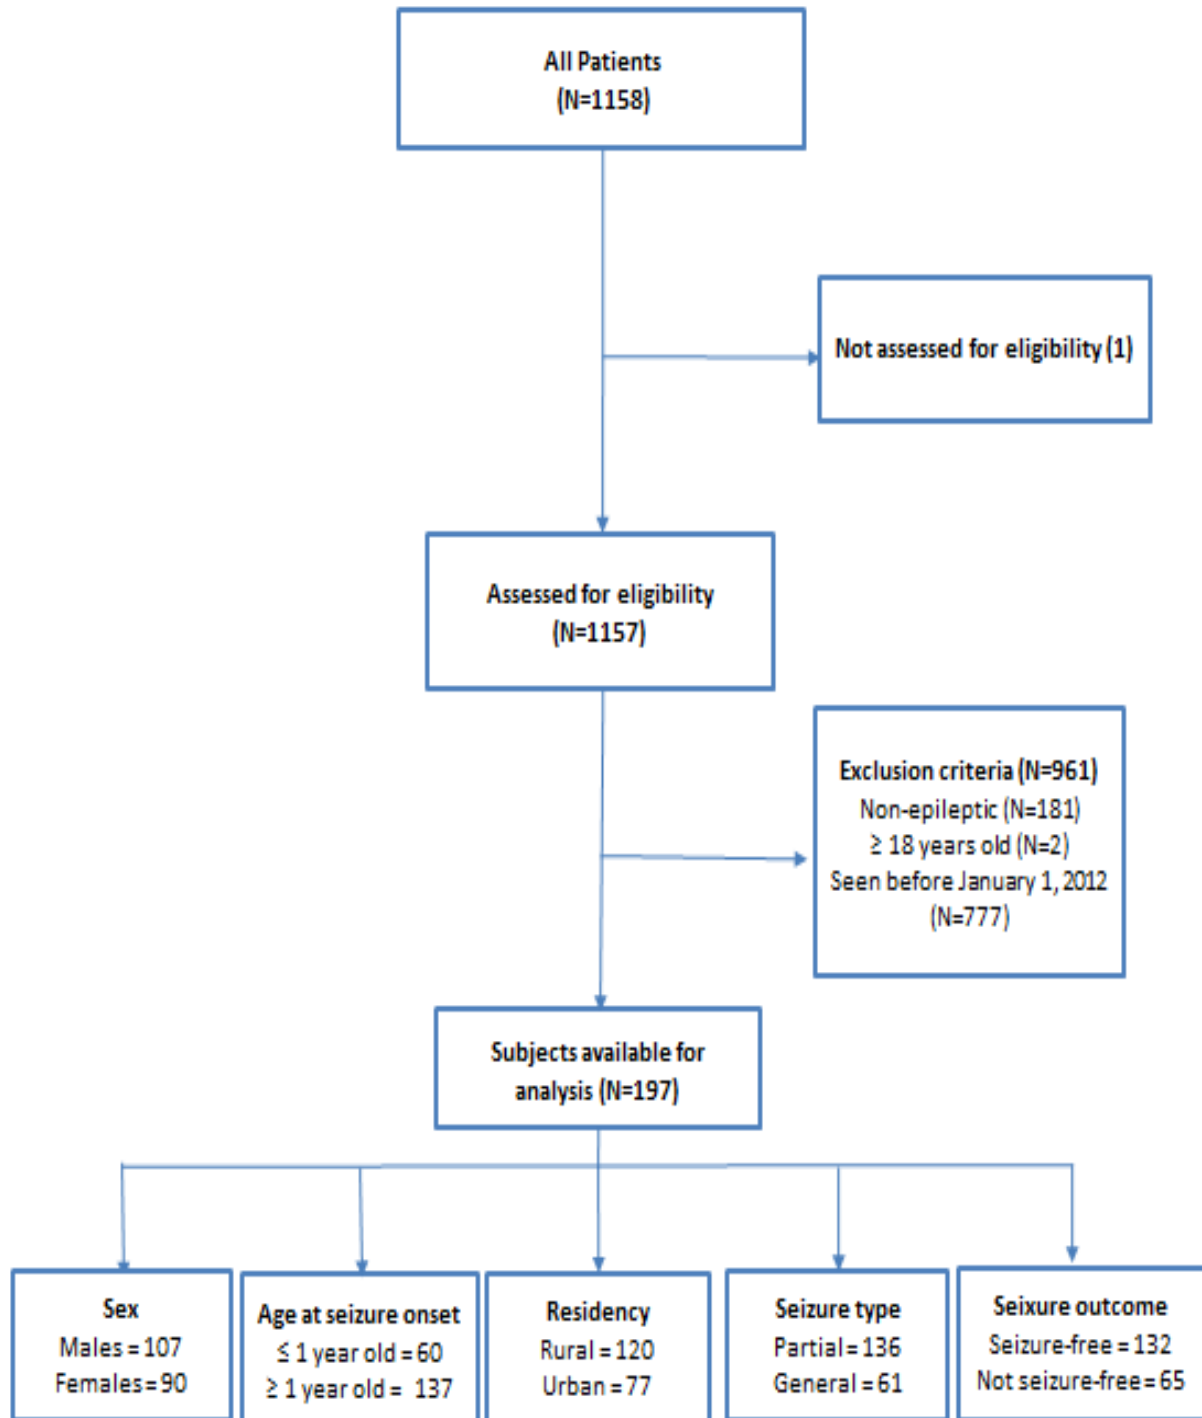 All Patients
(N=1158)
Not assessed for eligibility (1)
Assessed for eligibility
(N=1157)
Exclusion criteria (N=961)
Non-epileptic (N=181)
≥ 18 years old (N=2)
Seen before January 1, 2012
(N=777)
Subjects available for
analysis (N=197)
Sex
Males = 107
Females = 90
Age at seizure onset
≤ 1 year old = 60
≥ 1 year old = 137
Residency
Rural = 120
Urban = 77
Seizure type
Partial = 136
General = 61
Seixure outcome
Seizure-free = 132
Not seizure-free = 65